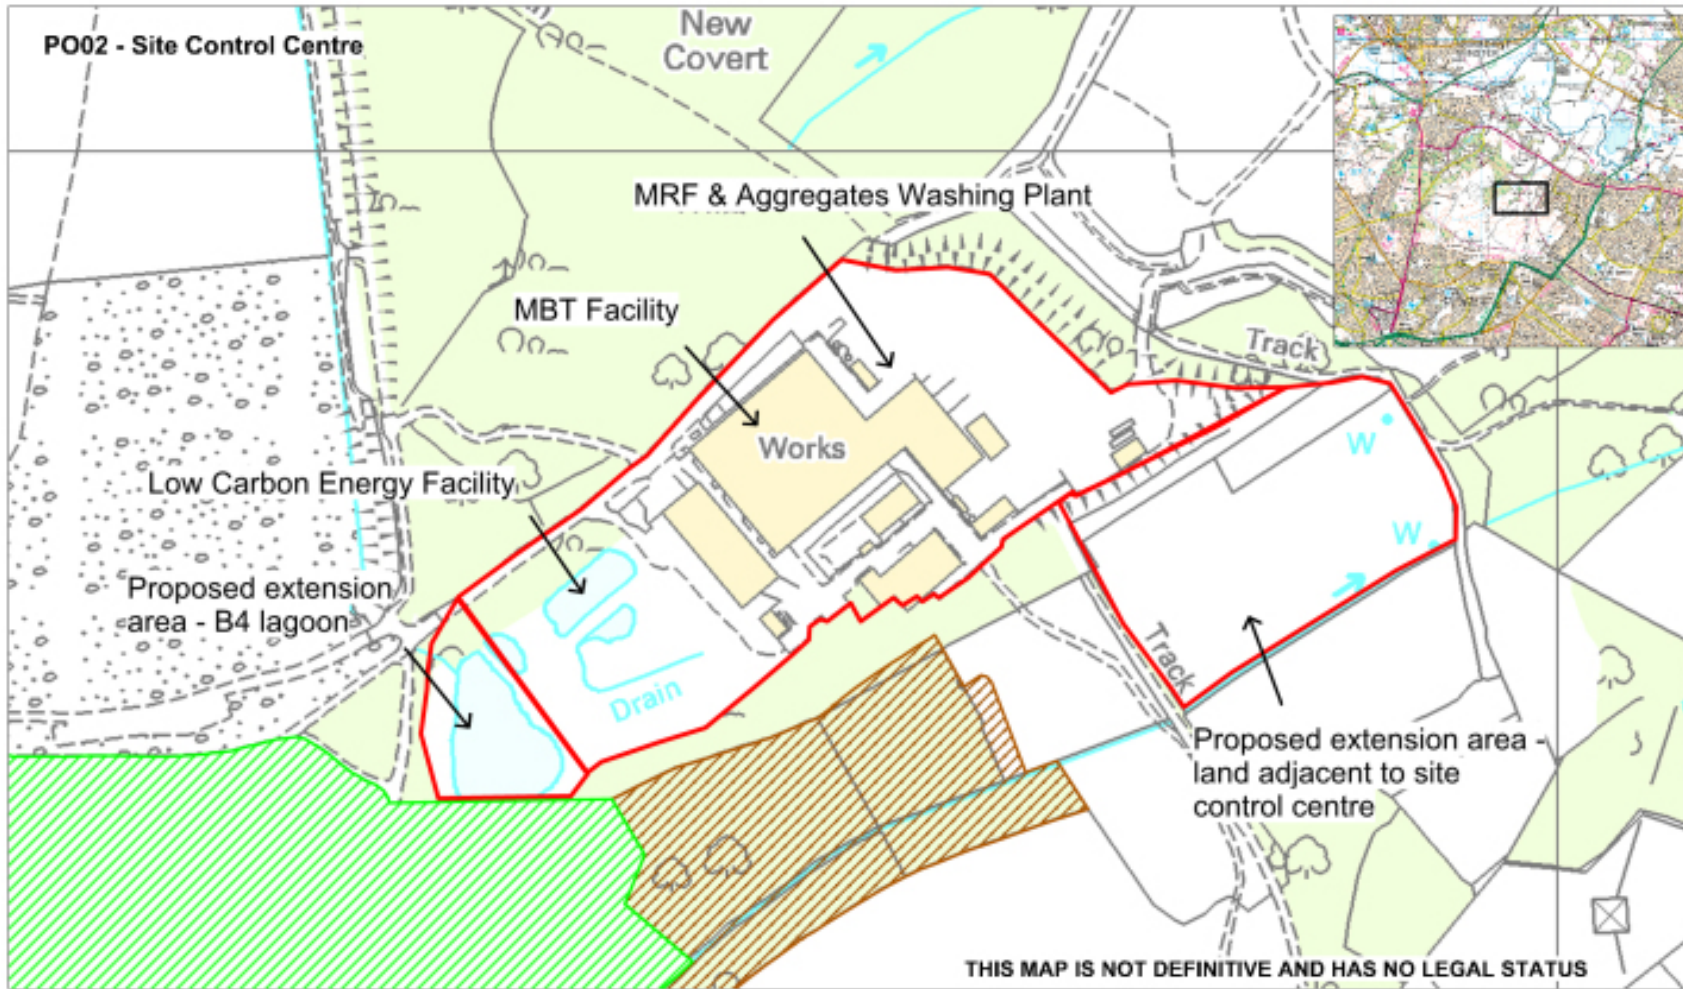 PO02 - Site Control Centre
New
Covert
MRF & Aggregates Washing Plant
MBT Facility
Track
Works
W
Low Carbon Energy Facility
W
Proposed extension
area - B4 lagoon
Track
Drain
Proposed extension area -
land adjacent to site
control centre
THIS MAP IS NOT DEFINITIVE AND HAS NO LEGAL STATUS